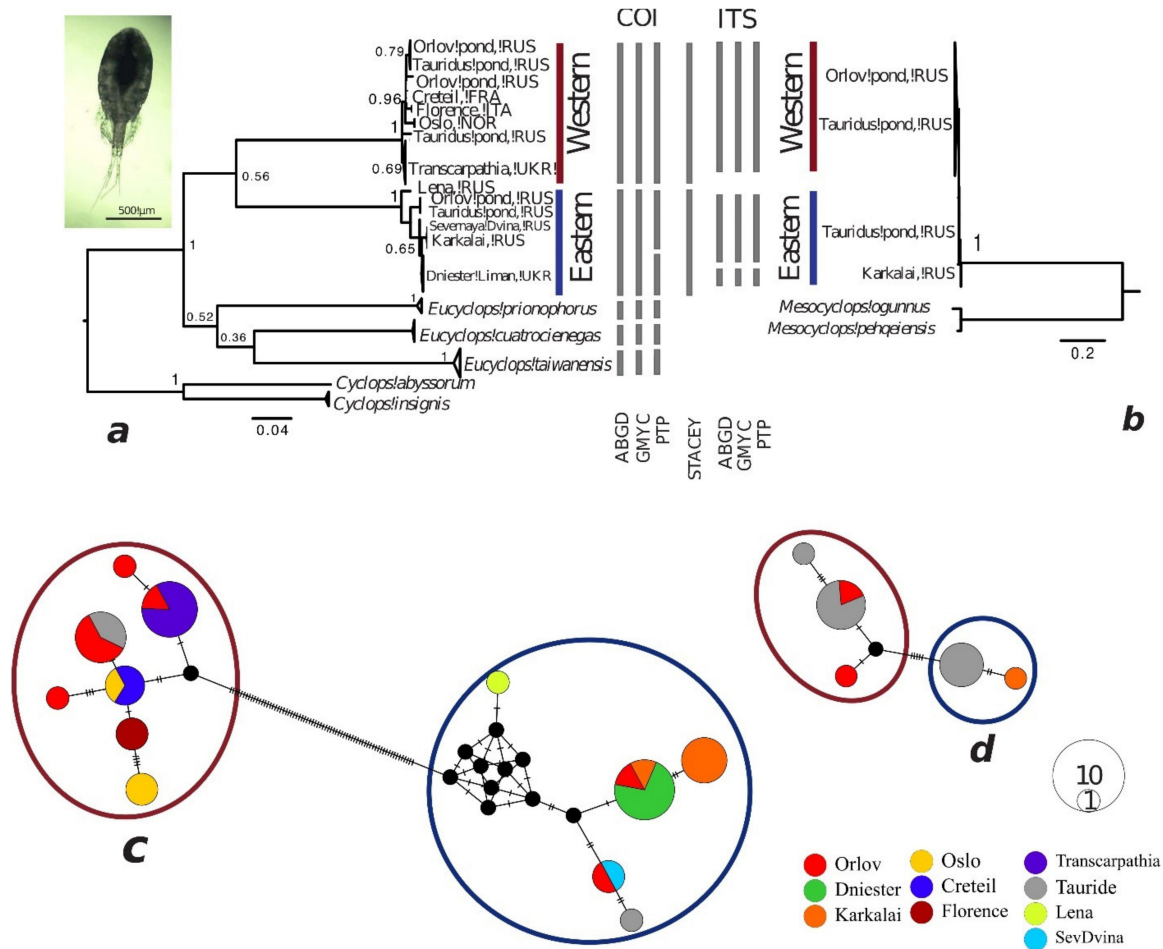 COI
ITS
0.79
Orlov!pond,!RUS
Tauridus!pond,!RUS
Orlov!pond,!RUS
0.96
Creteil,!FRA
Florence,!ITA
Oslo,!NOR
1
Tauridus!pond,!RUS
0.69
Transcarpathia,!UKR!
Western
0.56
Lena,!RUS
1
Orlov!pond,!RUS
Tauridus!pond,!RUS
Severnaya!Dvina,!RUS
0.65
Karkalai,!RUS
Dniester!Liman,!UKR
Eastern
1
0.52
1
Eucyclops!prionophorus
0.36
1
Eucyclops!cuatrocienegas
1
Eucyclops!taiwanensis
1
Cyclops!abyssorum
Cyclops!insignis
500!µm
a
0.04
ABGD
GMYC
PTP
STACEY
ABGD
GMYC
PTP
Western
Orlov!pond,!RUS
Tauridus!pond,!RUS
Eastern
Tauridus!pond,!RUS
1
Karkalai,!RUS
Mesocyclops!ogunnus
Mesocyclops!pehqeiensis
0.2
b
c
d
10
1
Orlov
Dniester
Karkalai
Oslo
Creteil
Florence
Transcarpathia
Tauride
Lena
SevDvina